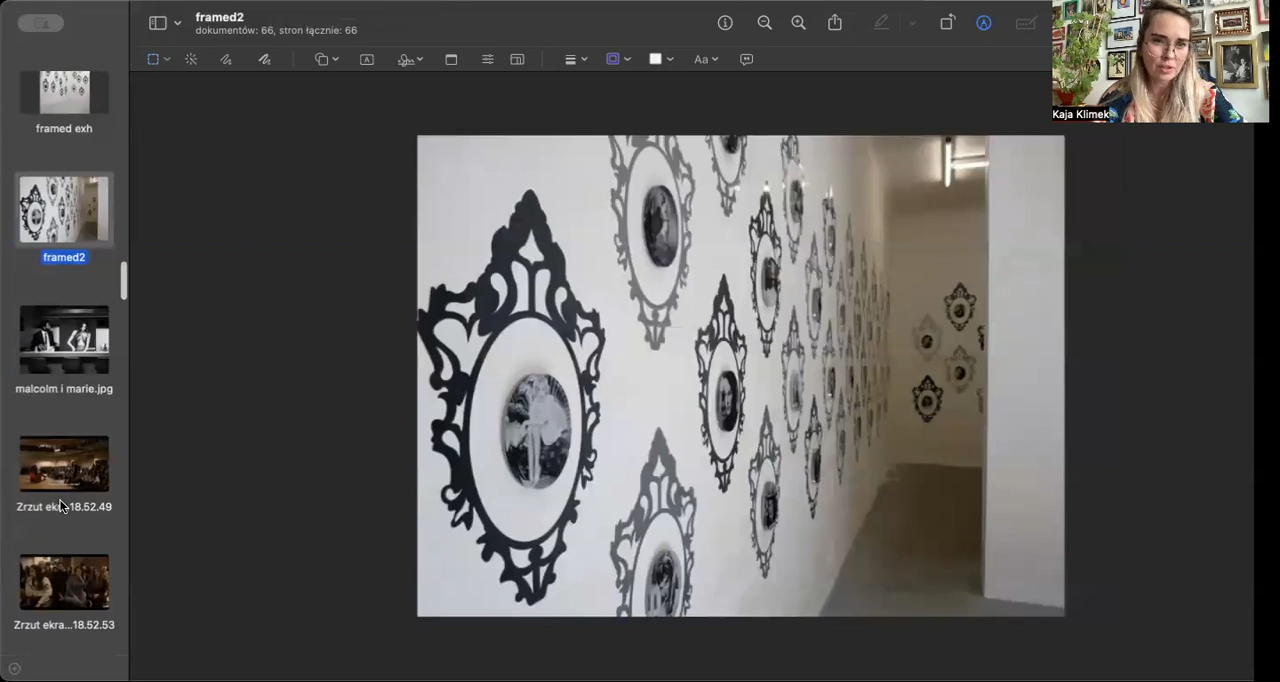 framed2
dokumentów: 66, stron łącznie: 66
Aa
Kaja Klimek
framed exh
framed2
malcolm i marie.jpg
Zrzut ekr...18.52.49
Zrzut ekra...18.52.53